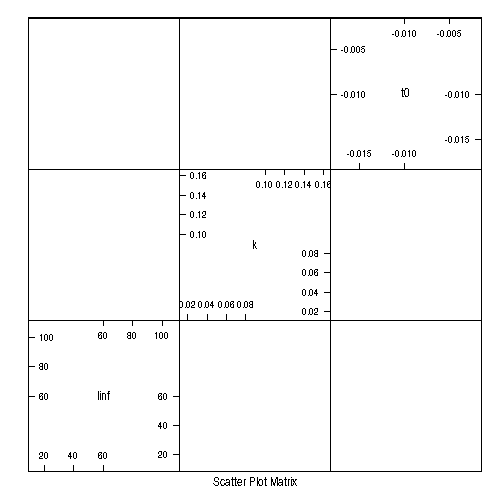 -0.010 -0.005
-0.005
-0.010 t0 -0.010
-0.015
-0.015 -0.010
0.16
0.10 0.12 0.14 0.16
0.14
0.12
0.10
k
0.08
0.06
0.04
0.02 0.04 0.06 0.08
0.02
100 60 80 100
80
60 linf 60
40
20 40 60 20
Scatter Plot Matrix